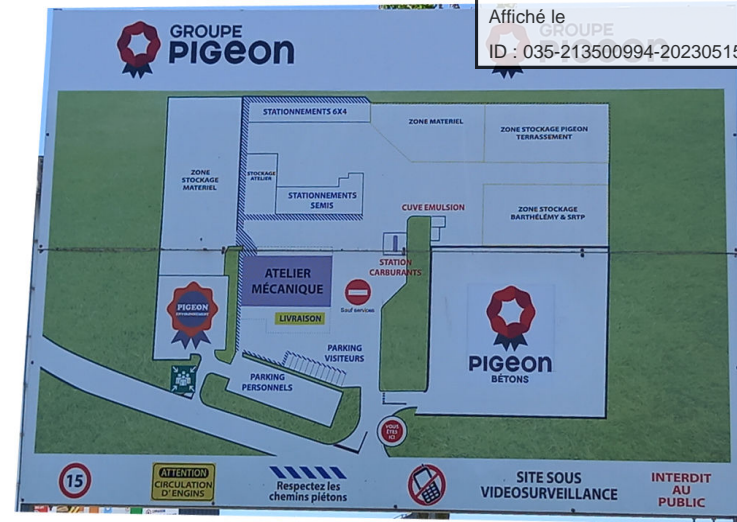 Affiché le
ID : 035-213500994-20230515
GROUPE
PIGEON
STATIONNEMENTS 6X4
ZONE MATERIEL
ZONE STOCKAGE PIGEON
TERRASSEMENT
ZONE
STOCKAGE
MATERIEL
STOCKAGE
ATELIER
STATIONNEMENTS
SEMIS
CUVE EMULSION
ZONE STOCKAGE
BARTHÉLÉMY & SRTP
STATION
CARBURANTS
ATELIER
MÉCANIQUE
Sauf services
LIVRAISON
PIGEON
ENVIRONNEMENT
PARKING
VISITEURS
PARKING
PERSONNELS
PIGEON
BÉTONS
VOUS
ÊTES
ICI
15
ATTENTION
CIRCULATION
D'ENGINS
Respectez les
chemins piétons
SITE SOUS
VIDEOSURVEILLANCE
INTERDIT
AU
PUBLIC